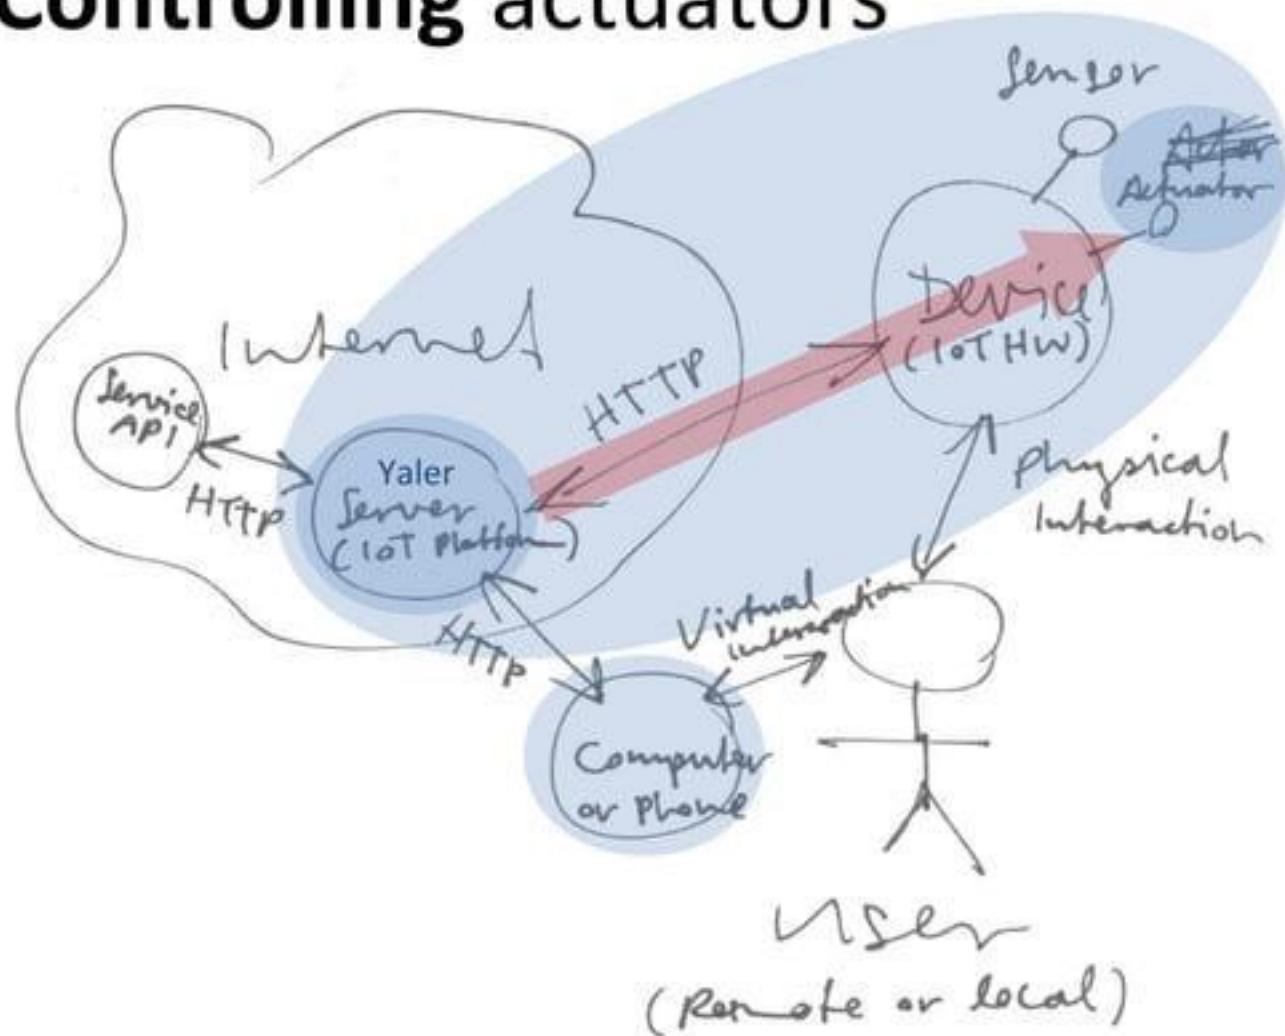 Controlling actuators
Sensor
Actuator
Internet
Device
(IoT HW)
HTTP
Service
API
HTTP
Yaler
Server
(IoT Platform)
Physical
Interaction
HTTP
Virtual
interaction
Computer
or Phone
User
(Remote or local)